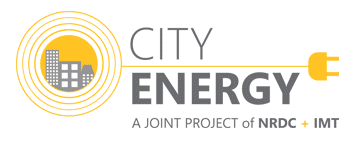 CITY
ENERGY
A JOINT PROJECT of NRDC + IMT